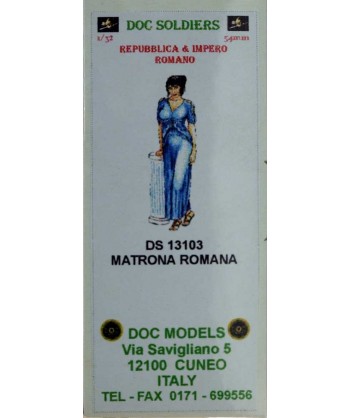 DOC SOLDIERS
1/32 54mm
REPUBBLICA & IMPERO
ROMANO
DS 13103
MATRONA ROMANA
DOC MODELS
Via Savigliano 5
12100 CUNEO
ITALY
TEL - FAX 0171 - 699556